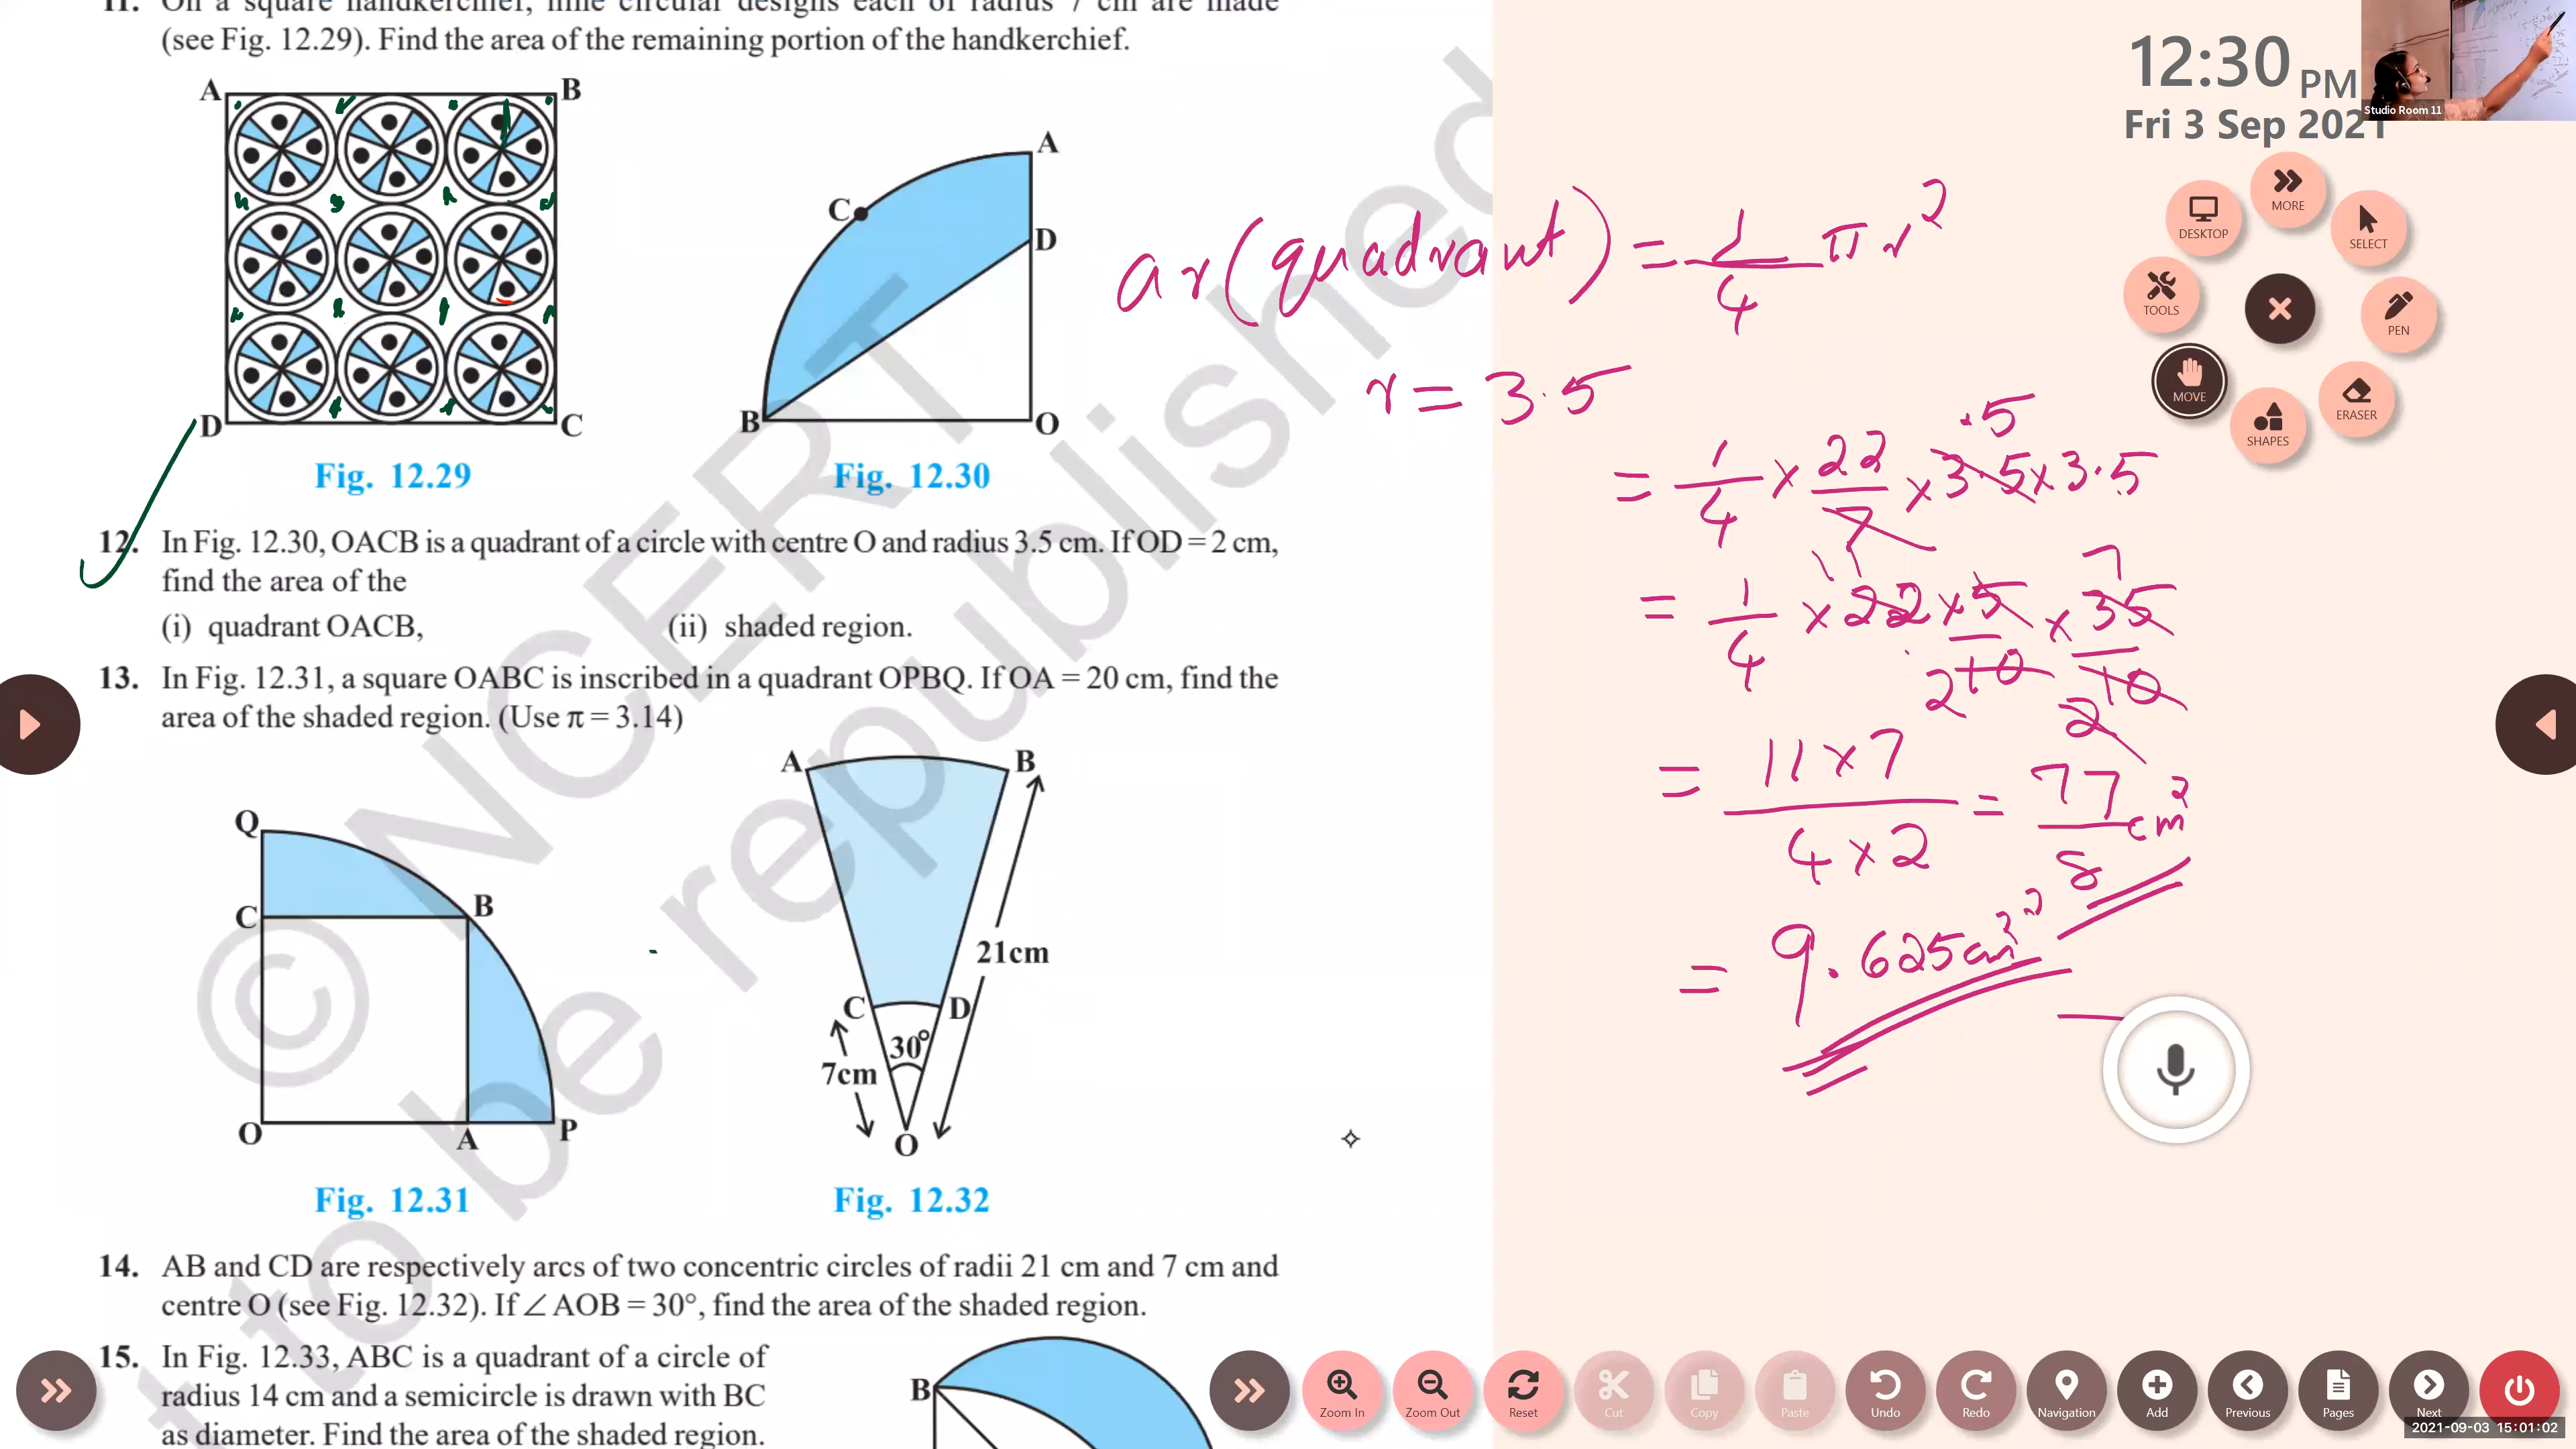 11. On a square handkerchief, nine circular designs each of radius 7 cm are made
(see Fig. 12.29). Find the area of the remaining portion of the handkerchief.
A
B
D
C
Fig. 12.29
A
C
D
B
O
Fig. 12.30
12. In Fig. 12.30, OACB is a quadrant of a circle with centre O and radius 3.5 cm. If OD = 2 cm,
find the area of the
(i) quadrant OACB, (ii) shaded region.
13. In Fig. 12.31, a square OABC is inscribed in a quadrant OPBQ. If OA = 20 cm, find the
area of the shaded region. (Use π = 3.14)
Q
C
B
O
A
P
Fig. 12.31
A
B
21cm
C
D
30°
7cm
O
Fig. 12.32
14. AB and CD are respectively arcs of two concentric circles of radii 21 cm and 7 cm and
centre O (see Fig. 12.32). If ∠ AOB = 30°, find the area of the shaded region.
15. In Fig. 12.33, ABC is a quadrant of a circle of
radius 14 cm and a semicircle is drawn with BC
as diameter. Find the area of the shaded region.
B
© NCERT
to be republished
ar(quadrant) = 1/4 π r²
r = 3.5
.5
= 1/4 × 22/7 × 3.5 × 3.5
11 7
= 1/4 × 22 × 5/10 × 35/10
2 2
= 11 × 7 / 4 × 2 = 77/8 cm²
= 9.625 cm²
12:30 PM
Fri 3 Sep 2021
Studio Room 11
MORE
DESKTOP
SELECT
TOOLS
PEN
MOVE
ERASER
SHAPES
Zoom In
Zoom Out
Reset
Cut
Copy
Paste
Undo
Redo
Navigation
Add
Previous
Pages
Next
2021-09-03 15:01:02